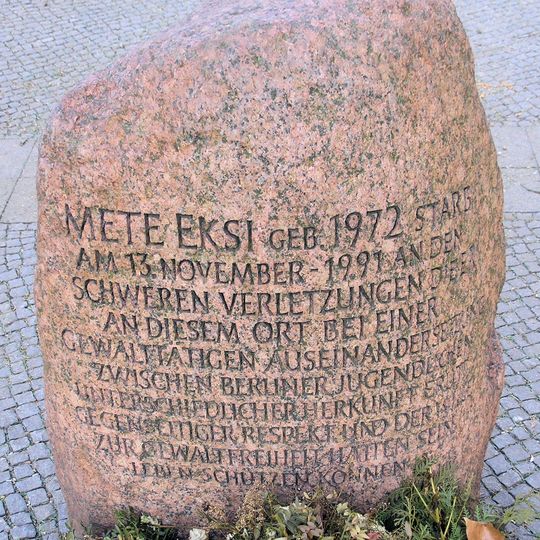 METE EKSI GEB. 1972 STARB
AM 13. NOVEMBER - 1991 AN DEN
SCHWEREN VERLETZUNGEN DIE ER
AN DIESEM ORT BEI EINER
GEWALTTÄTIGEN AUSEINANDERSETZUNG
ZWISCHEN BERLINER JUGENDLICHEN
UNTERSCHIEDLICHER HERKUNFT ERLITT
GEGENSEITIGER RESPEKT UND DER WILLE
ZUR GEWALTFREIHEIT HÄTTEN SEIN
LEBEN SCHÜTZEN KÖNNEN